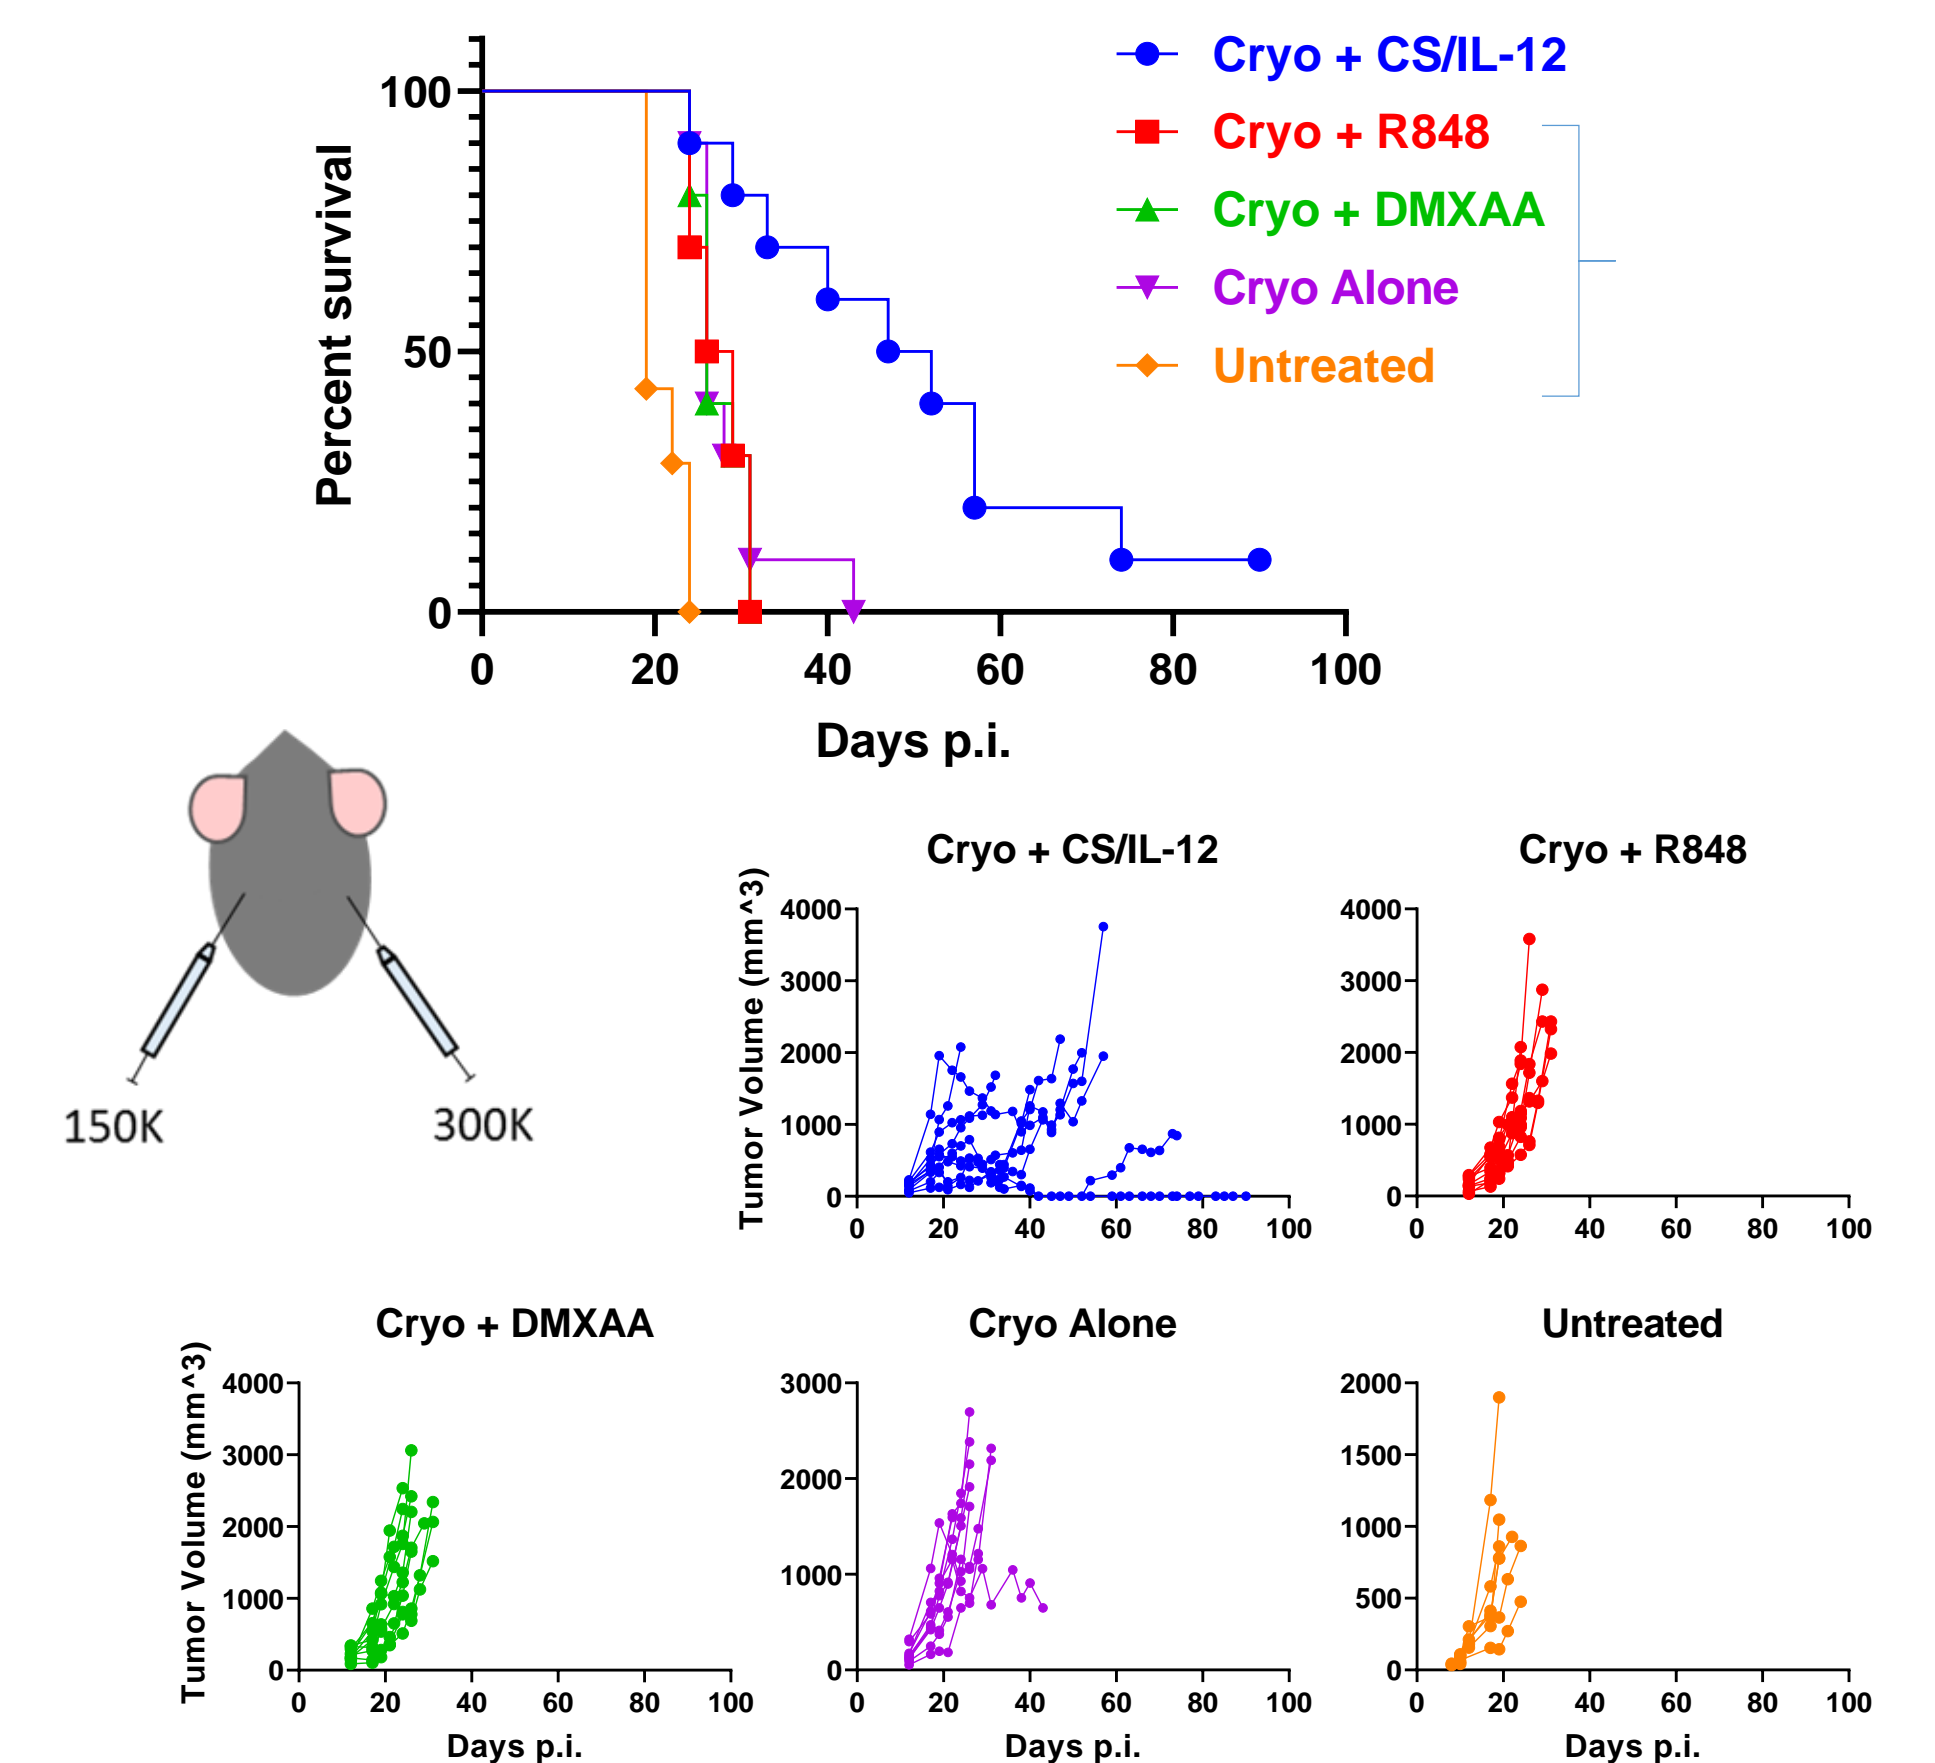 Cryo + CS/IL-12
Cryo + R848
Cryo + DMXAA
Cryo Alone
Untreated
Percent survival
100
50
0
0 20 40 60 80 100
Days p.i.
150K
300K
Cryo + CS/IL-12
Tumor Volume (mm^3)
4000
3000
2000
1000
0
0 20 40 60 80 100
Cryo + R848
4000
3000
2000
1000
0
0 20 40 60 80 100
Cryo + DMXAA
Tumor Volume (mm^3)
4000
3000
2000
1000
0
0 20 40 60 80 100
Days p.i.
Cryo Alone
3000
2000
1000
0
0 20 40 60 80 100
Days p.i.
Untreated
2000
1500
1000
500
0
0 20 40 60 80 100
Days p.i.